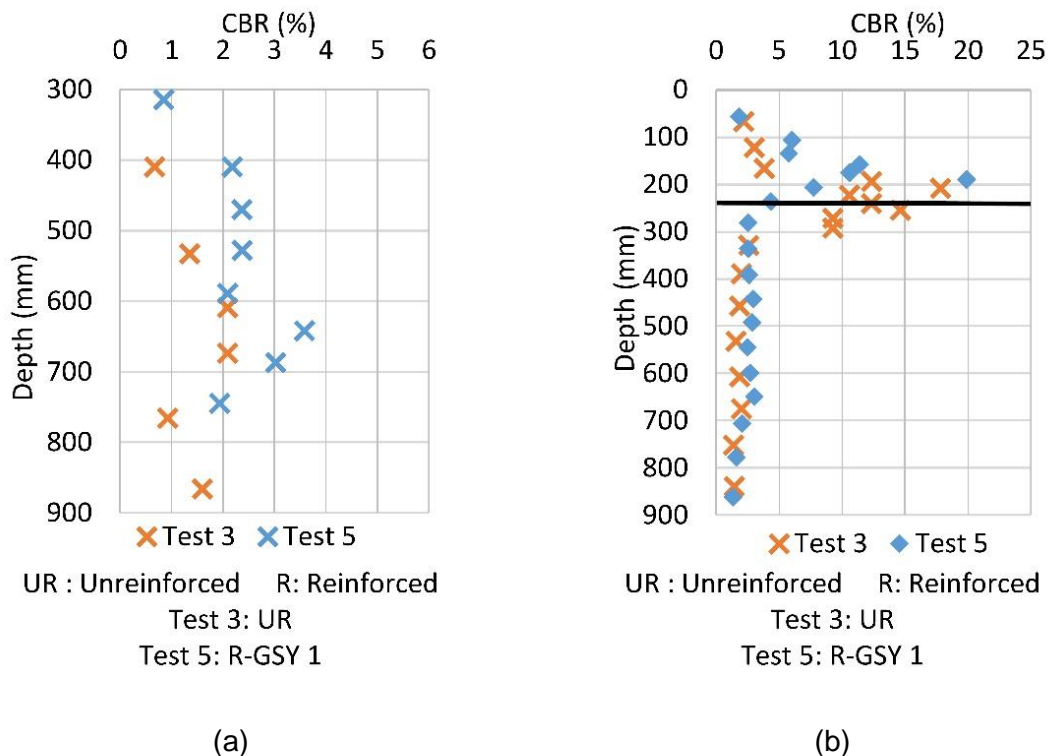 CBR (%)
0 1 2 3 4 5 6
300
400
500
600
700
800
900
Depth (mm)
Test 3 Test 5
UR : Unreinforced R: Reinforced
Test 3: UR
Test 5: R-GSY 1
(a)
CBR (%)
0 5 10 15 20 25
0
100
200
300
400
500
600
700
800
900
Depth (mm)
Test 3 Test 5
UR : Unreinforced R: Reinforced
Test 3: UR
Test 5: R-GSY 1
(b)